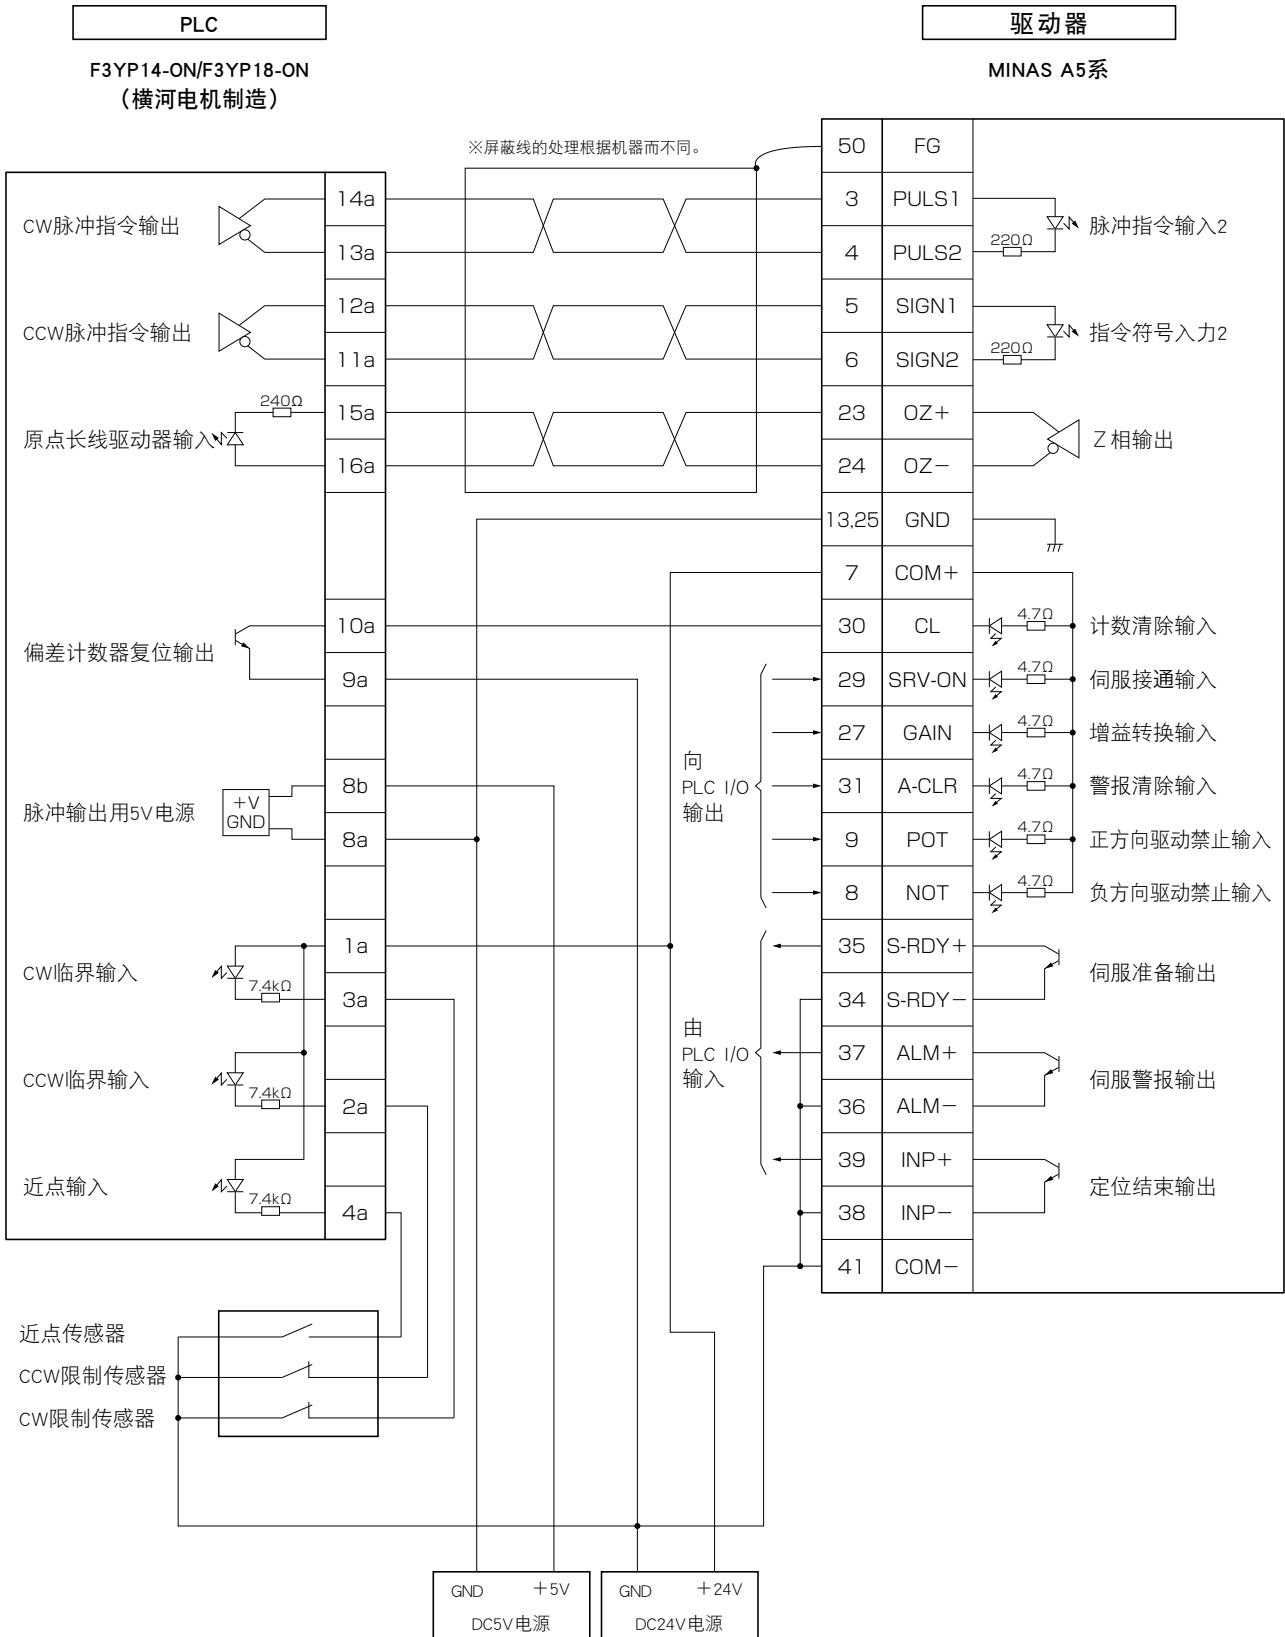 PLC
驱动器
F3YP14-0N/F3YP18-0N
（横河电机制造）
MINAS A5系
※屏蔽线的处理根据机器而不同。
50 FG
CW脉冲指令输出
14a
13a
3 PULS1
4 PULS2
220Ω
脉冲指令输入2
CCW脉冲指令输出
12a
11a
5 SIGN1
6 SIGN2
220Ω
指令符号入力2
原点长线驱动器输入
240Ω
15a
16a
23 OZ+
24 OZ−
Z 相输出
13,25 GND
7 COM+
偏差计数器复位输出
10a
9a
30 CL 4.7Ω 计数清除输入
29 SRV-ON 4.7Ω 伺服接通输入
27 GAIN 4.7Ω 增益转换输入
31 A-CLR 4.7Ω 警报清除输入
9 POT 4.7Ω 正方向驱动禁止输入
8 NOT 4.7Ω 负方向驱动禁止输入
向
PLC I/O
输出
脉冲输出用5V电源
+V
GND
8b
8a
CW临界输入
7.4kΩ
1a
3a
CCW临界输入
7.4kΩ
2a
近点输入
7.4kΩ
4a
由
PLC I/O
输入
35 S-RDY+
34 S-RDY−
伺服准备输出
37 ALM+
36 ALM−
伺服警报输出
39 INP+
38 INP−
定位结束输出
41 COM−
近点传感器
CCW限制传感器
CW限制传感器
GND +5V
DC5V电源
GND +24V
DC24V电源